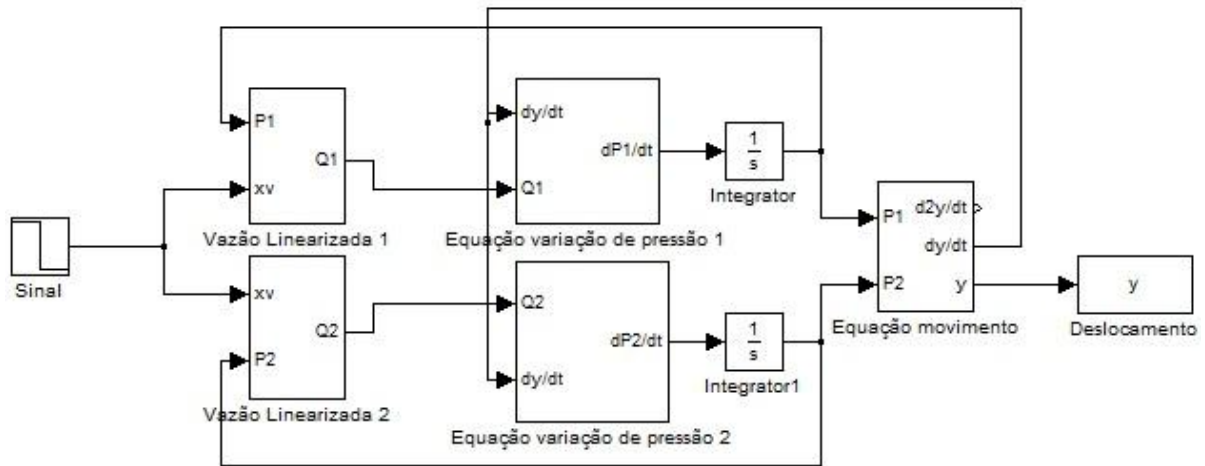 P1
xv
Q1
Vazão Linearizada 1
dy/dt
Q1
dP1/dt
Equação variação de pressão 1
1
s
Integrator
Sinal
xv
P2
Q2
Vazão Linearizada 2
Q2
dy/dt
dP2/dt
Equação variação de pressão 2
1
s
Integrator1
P1
P2
d2y/dt
dy/dt
y
Equação movimento
y
Deslocamento